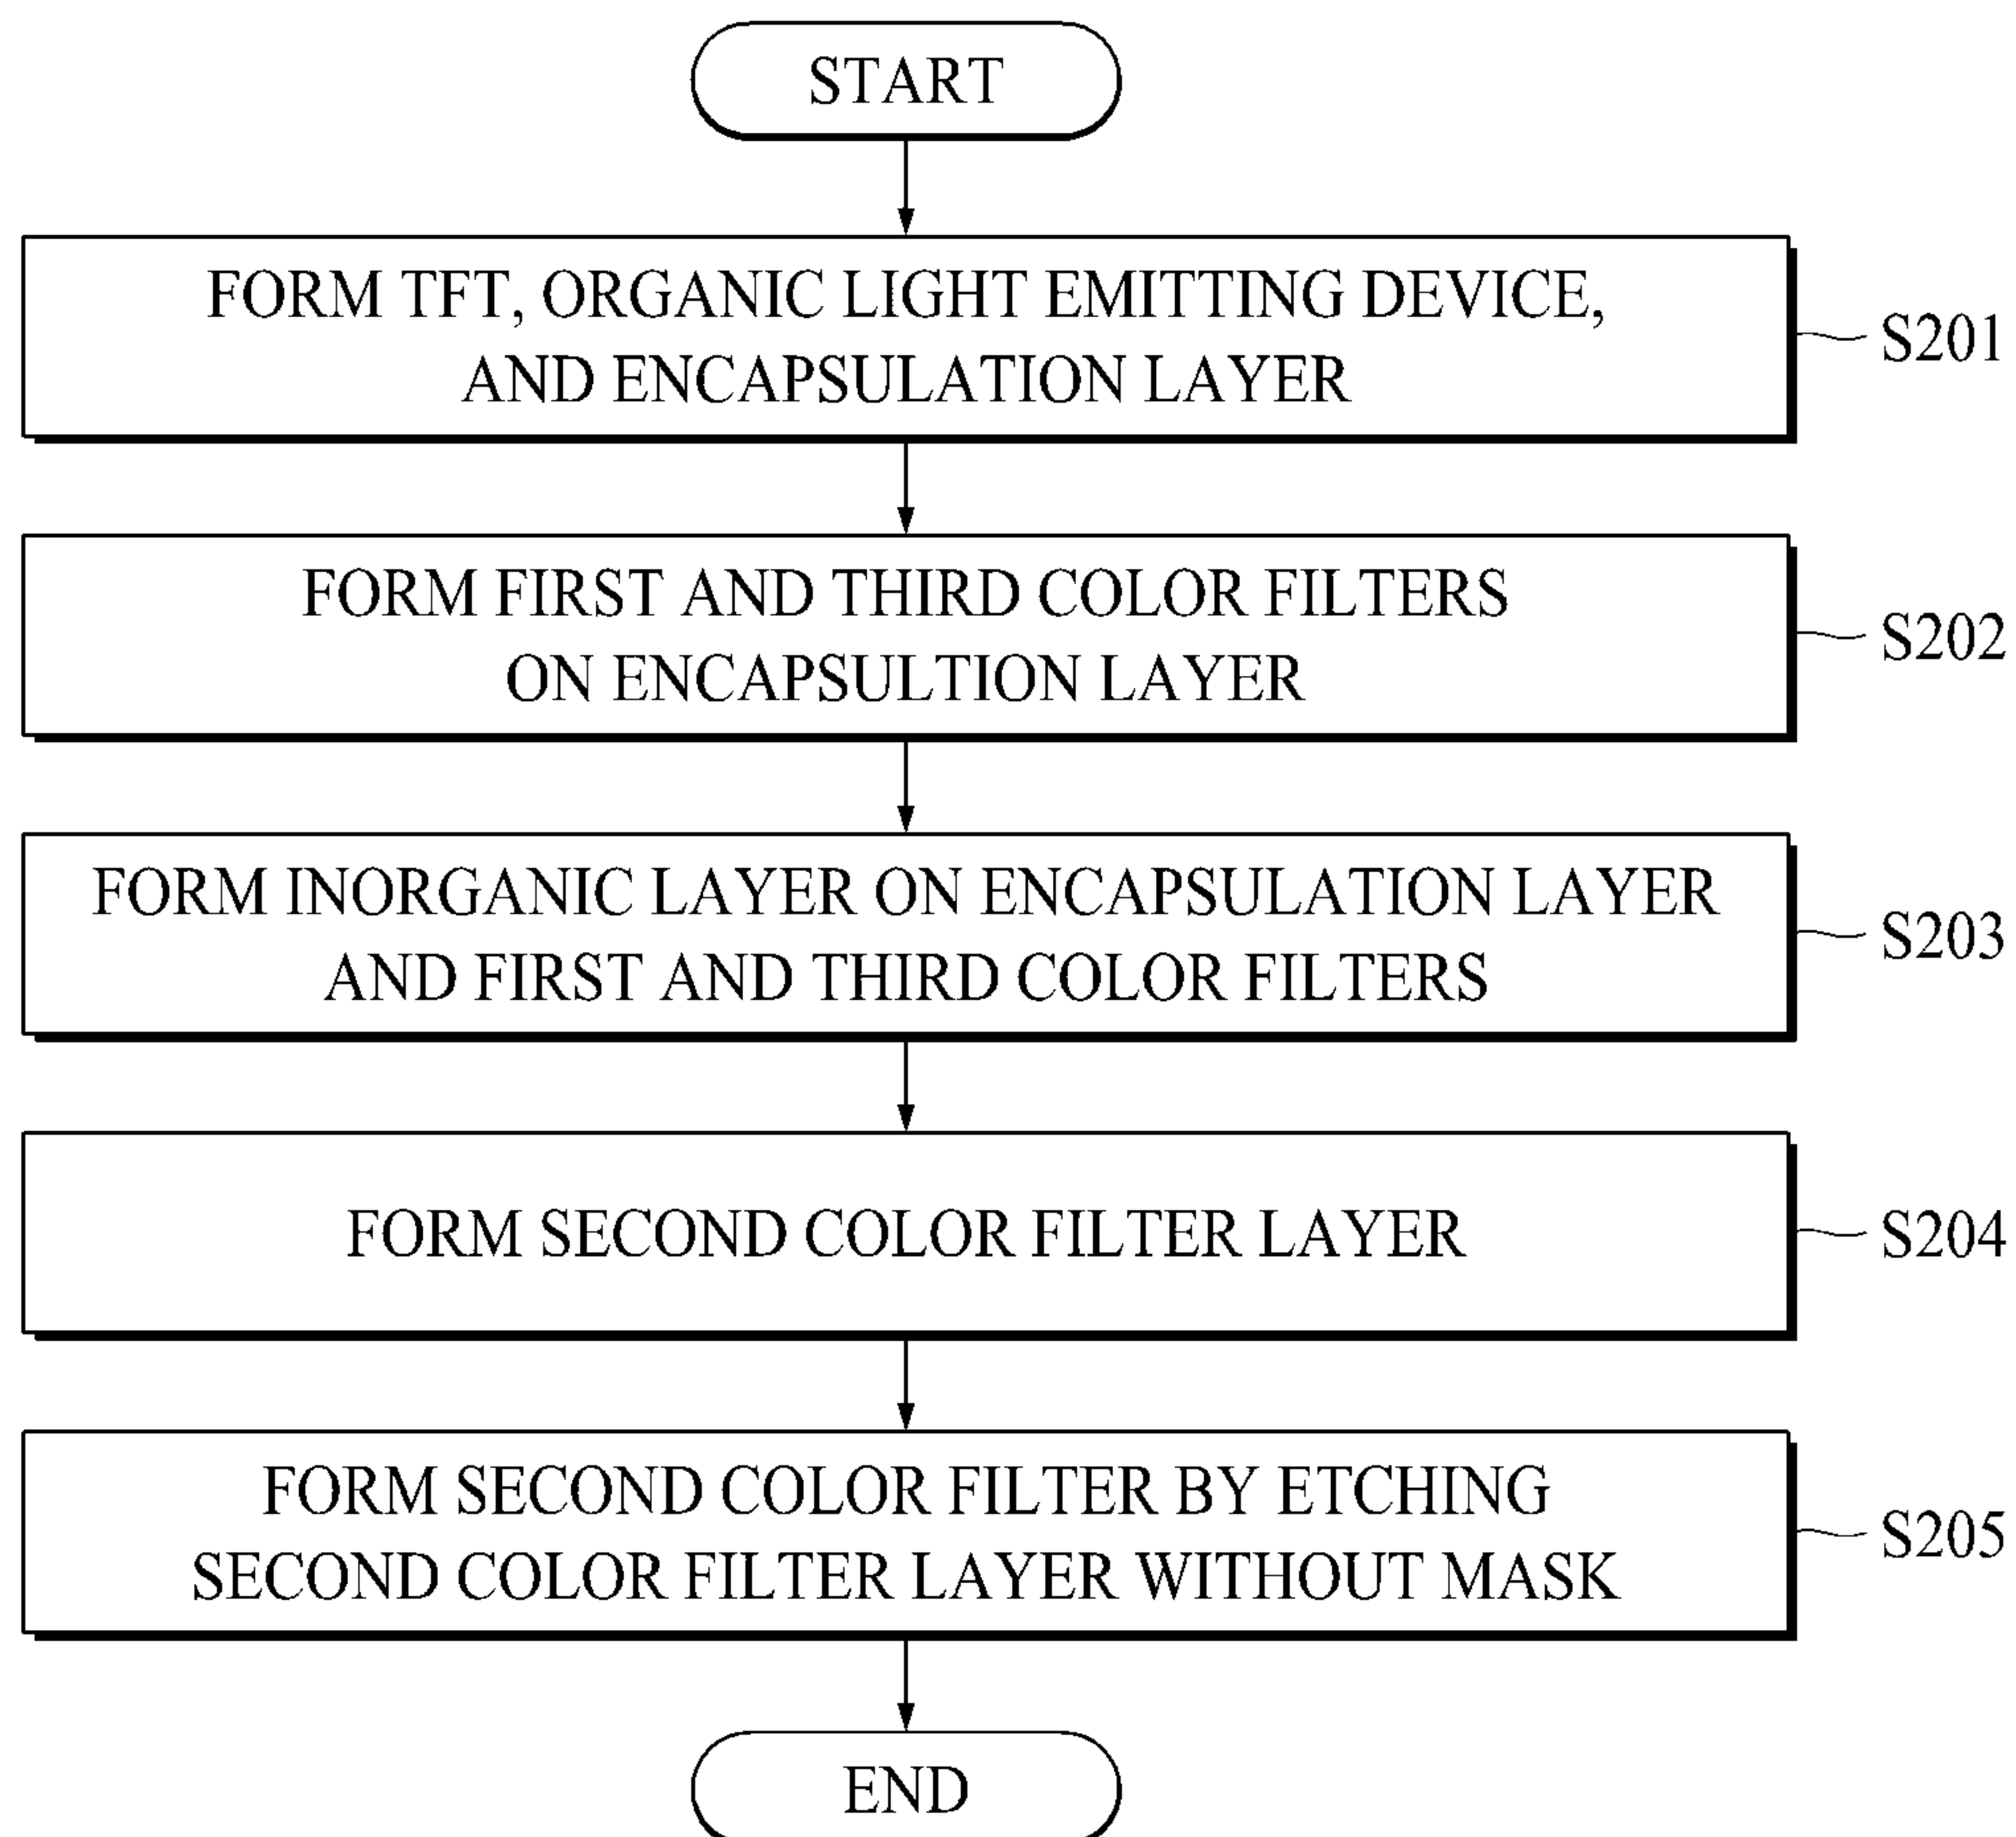 START
FORM TFT, ORGANIC LIGHT EMITTING DEVICE,
AND ENCAPSULATION LAYER
S201
FORM FIRST AND THIRD COLOR FILTERS
ON ENCAPSULTION LAYER
S202
FORM INORGANIC LAYER ON ENCAPSULATION LAYER
AND FIRST AND THIRD COLOR FILTERS
S203
FORM SECOND COLOR FILTER LAYER
S204
FORM SECOND COLOR FILTER BY ETCHING
SECOND COLOR FILTER LAYER WITHOUT MASK
S205
END